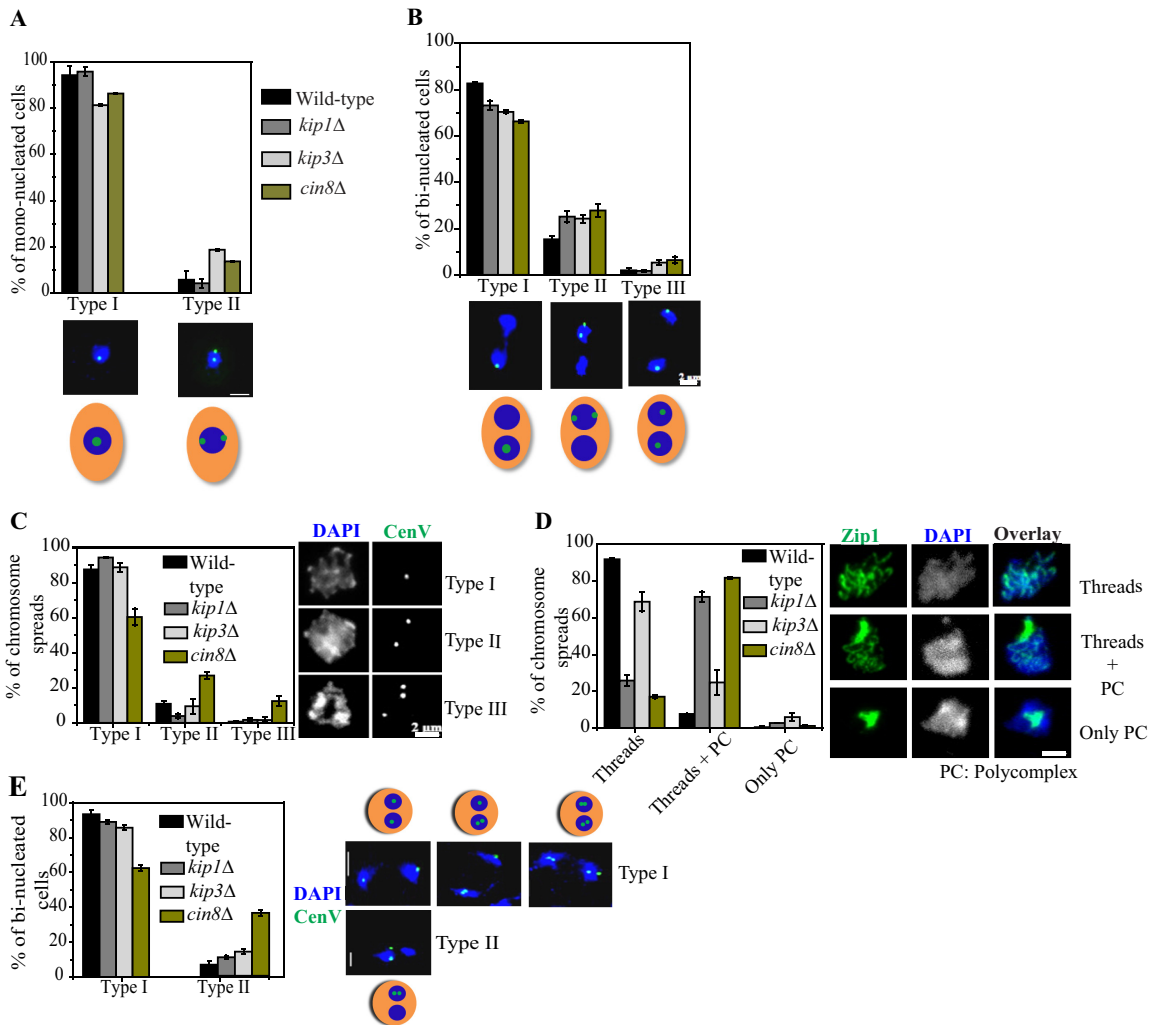 A
% of mono-nucleated cells
100
80
60
40
20
0
Type I
Type II
Wild-type
kip1Δ
kip3Δ
cin8Δ
B
% of bi-nucleated cells
100
80
60
40
20
0
Type I
Type II
Type III
2 μm
C
% of chromosome
spreads
100
80
60
40
20
0
Type I
Type II
Type III
Wild-
type
kip1Δ
kip3Δ
cin8Δ
DAPI
CenV
Type I
Type II
Type III
2 μm
D
% of chromosome
spreads
100
80
60
40
20
0
Threads
Threads + PC
Only PC
Wild-
type
kip1Δ
kip3Δ
cin8Δ
Zip1
DAPI
Overlay
Threads
Threads
+
PC
Only PC
PC: Polycomplex
E
% of bi-nucleated
cells
100
80
60
40
20
0
Type I
Type II
Wild-
type
kip1Δ
kip3Δ
cin8Δ
DAPI
CenV
Type I
Type II